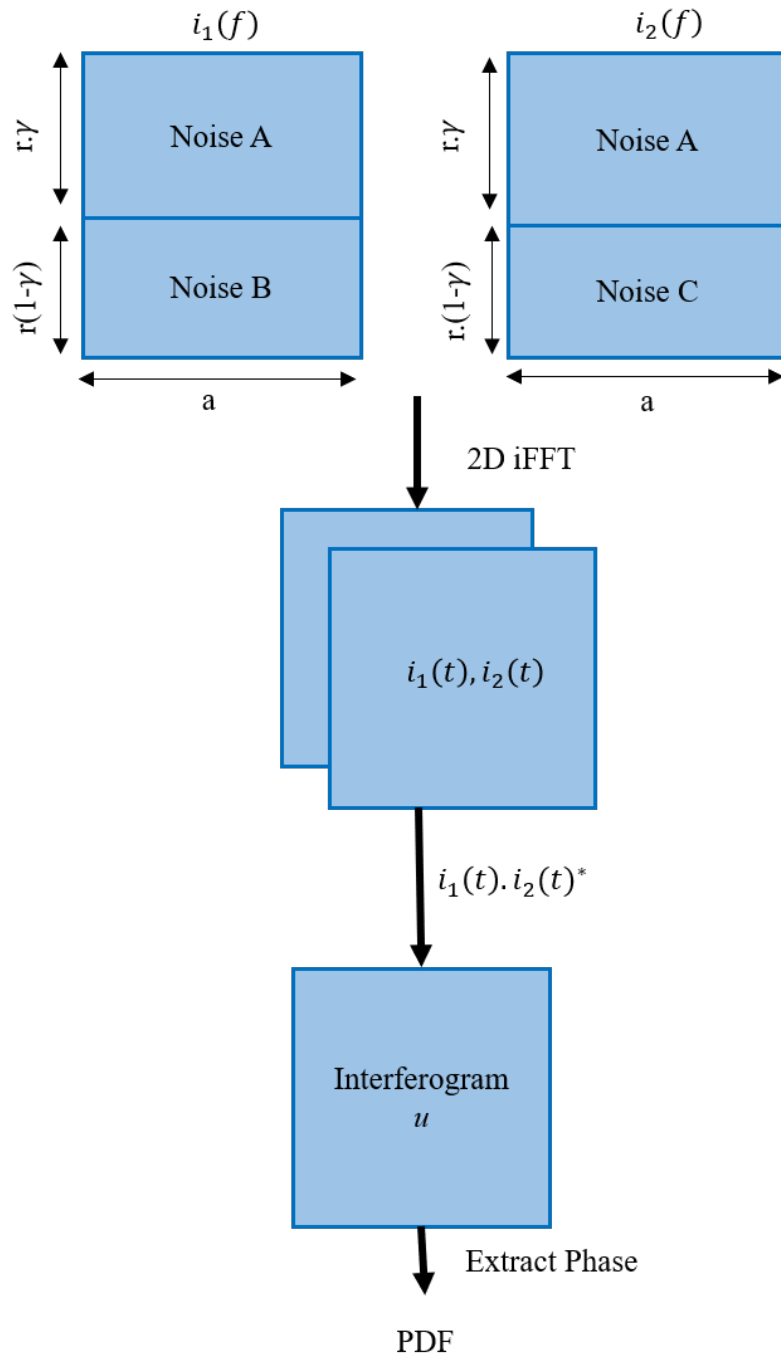 i₁(f)
i₂(f)
r.γ
Noise A
r.γ
Noise A
r(1-γ)
Noise B
r.(1-γ)
Noise C
a
a
2D iFFT
i₁(t), i₂(t)
i₁(t). i₂(t)*
Interferogram
u
Extract Phase
PDF